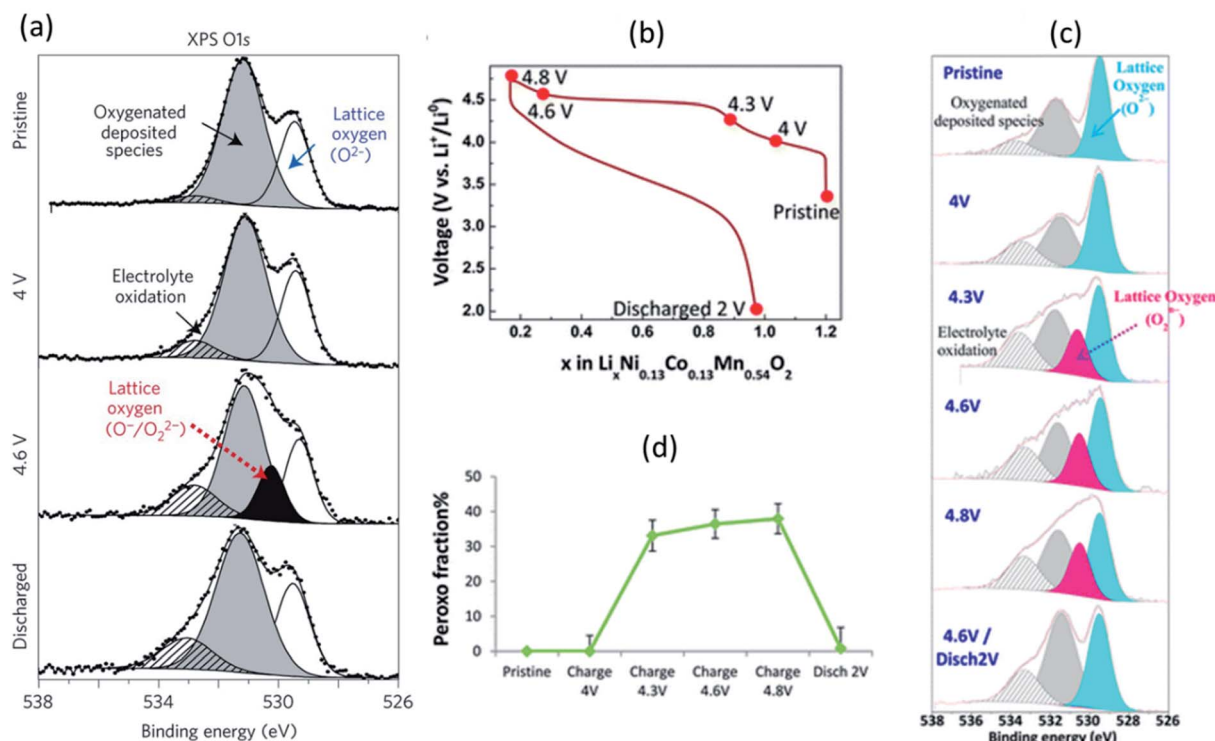 (a)
XPS O1s
Pristine
Oxygenated
deposited
species
Lattice
oxygen
(O²⁻)
4 V
Electrolyte
oxidation
4.6 V
Lattice
oxygen
(O⁻/O₂²⁻)
Discharged
538 536 534 532 530 528 526
Binding energy (eV)
(b)
Voltage (V vs. Li⁺/Li⁰)
4.5
4.0
3.5
3.0
2.5
2.0
4.8 V
4.6 V
4.3 V
4 V
Pristine
Discharged 2 V
0.2 0.4 0.6 0.8 1.0 1.2
x in LiₓNi₀.₁₃Co₀.₁₃Mn₀.₅₄O₂
(c)
Pristine
Lattice
Oxygen
(O²⁻)
Oxygenated
deposited species
4V
4.3V
Lattice Oxygen
(O₂ⁿ⁻)
Electrolyte
oxidation
4.6V
4.8V
4.6V /
Disch2V
538 536 534 532 530 528 526
Binding energy (eV)
(d)
Peroxo fraction%
50
40
30
20
10
0
Pristine
Charge
4V
Charge
4.3V
Charge
4.6V
Charge
4.8V
Disch 2V